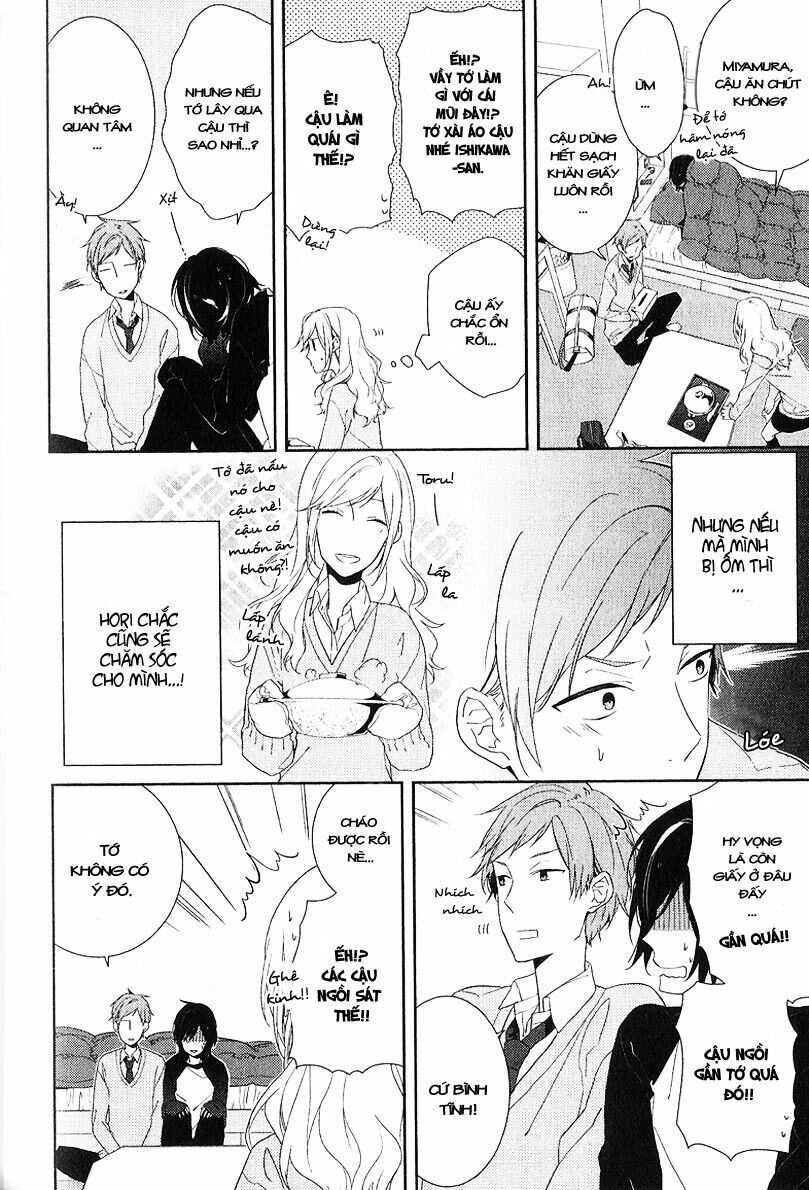 MIYAMURA,
CẬU ĂN CHÚT
KHÔNG?
Để tớ
hâm nóng
lại đã
ỪM
...
Ah!
CẬU DÙNG
HẾT SẠCH
KHĂN GIẤY
LUÔN RỒI
...
ẾH!?
VẬY TỚ LÀM
GÌ VỚI CÁI
MŨI ĐÂY!?
TỚ XÀI ÁO CẬU
NHÉ ISHIKAWA
-SAN.
Ê!
CẬU LÀM
QUÁI GÌ
THẾ!?
Dừng
lại!
CẬU ẤY
CHẮC ỔN
RỒI...
NHƯNG NẾU
TỚ LÂY QUA
CẬU THÌ
SAO NHỈ...?
Xịt
KHÔNG
QUAN TÂM
...
Ầy!
NHƯNG NẾU
MÀ MÌNH
BỊ ỐM THÌ
...
Lóe
Toru!
Tớ đã nấu
nó cho
cậu nè!
cậu có
muốn ăn
không?!
Lấp
la
Lấp
lánh
HORI CHẮC
CŨNG SẼ
CHĂM SÓC
CHO MÌNH...!
HY VỌNG
LÀ CÒN
GIẤY Ở ĐÂU
ĐẤY
...
GẦN QUÁ!!
Nhích
nhích
CẬU NGỒI
GẦN TỚ QUÁ
ĐÓ!!
CỨ BÌNH
TĨNH!
CHÁO
ĐƯỢC RỒI
NÈ...
ẾH!?
CÁC CẬU
NGỒI SÁT
THẾ!!
Ghê
kinh!!
TỚ
KHÔNG CÓ
Ý ĐÓ.